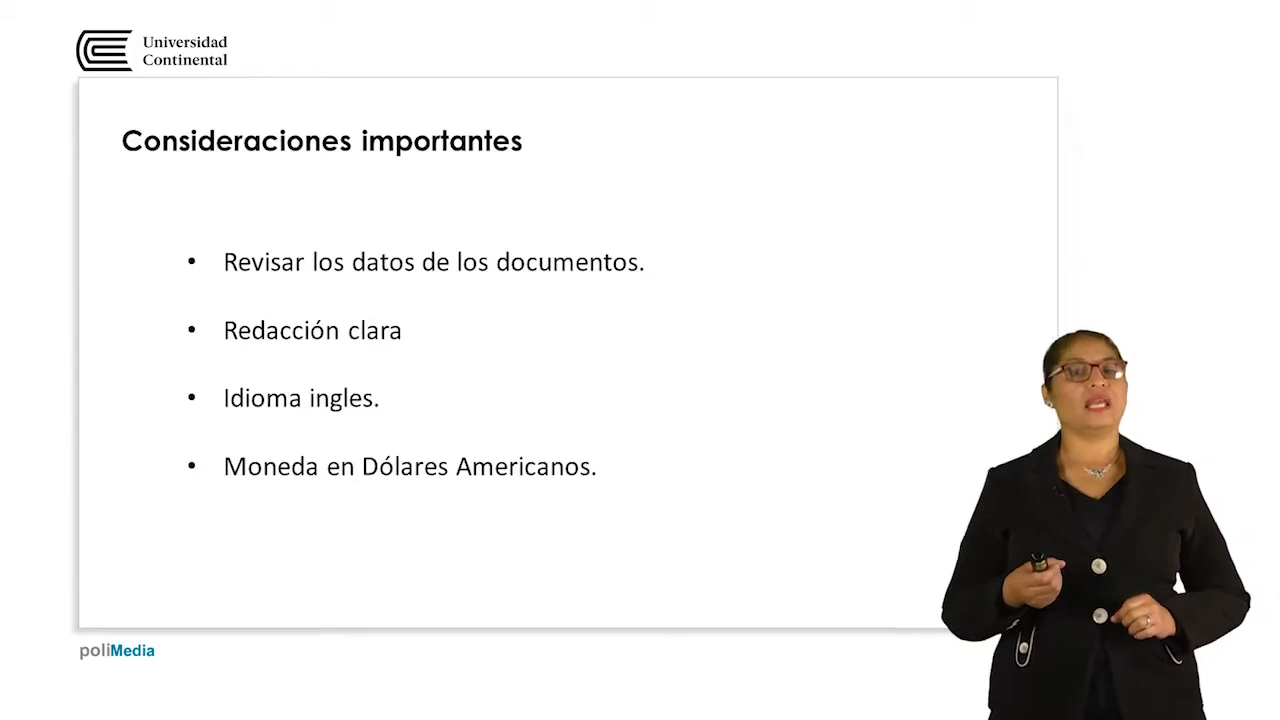 Universidad
Continental
Consideraciones importantes
• Revisar los datos de los documentos.
• Redacción clara
• Idioma ingles.
• Moneda en Dólares Americanos.
poliMedia